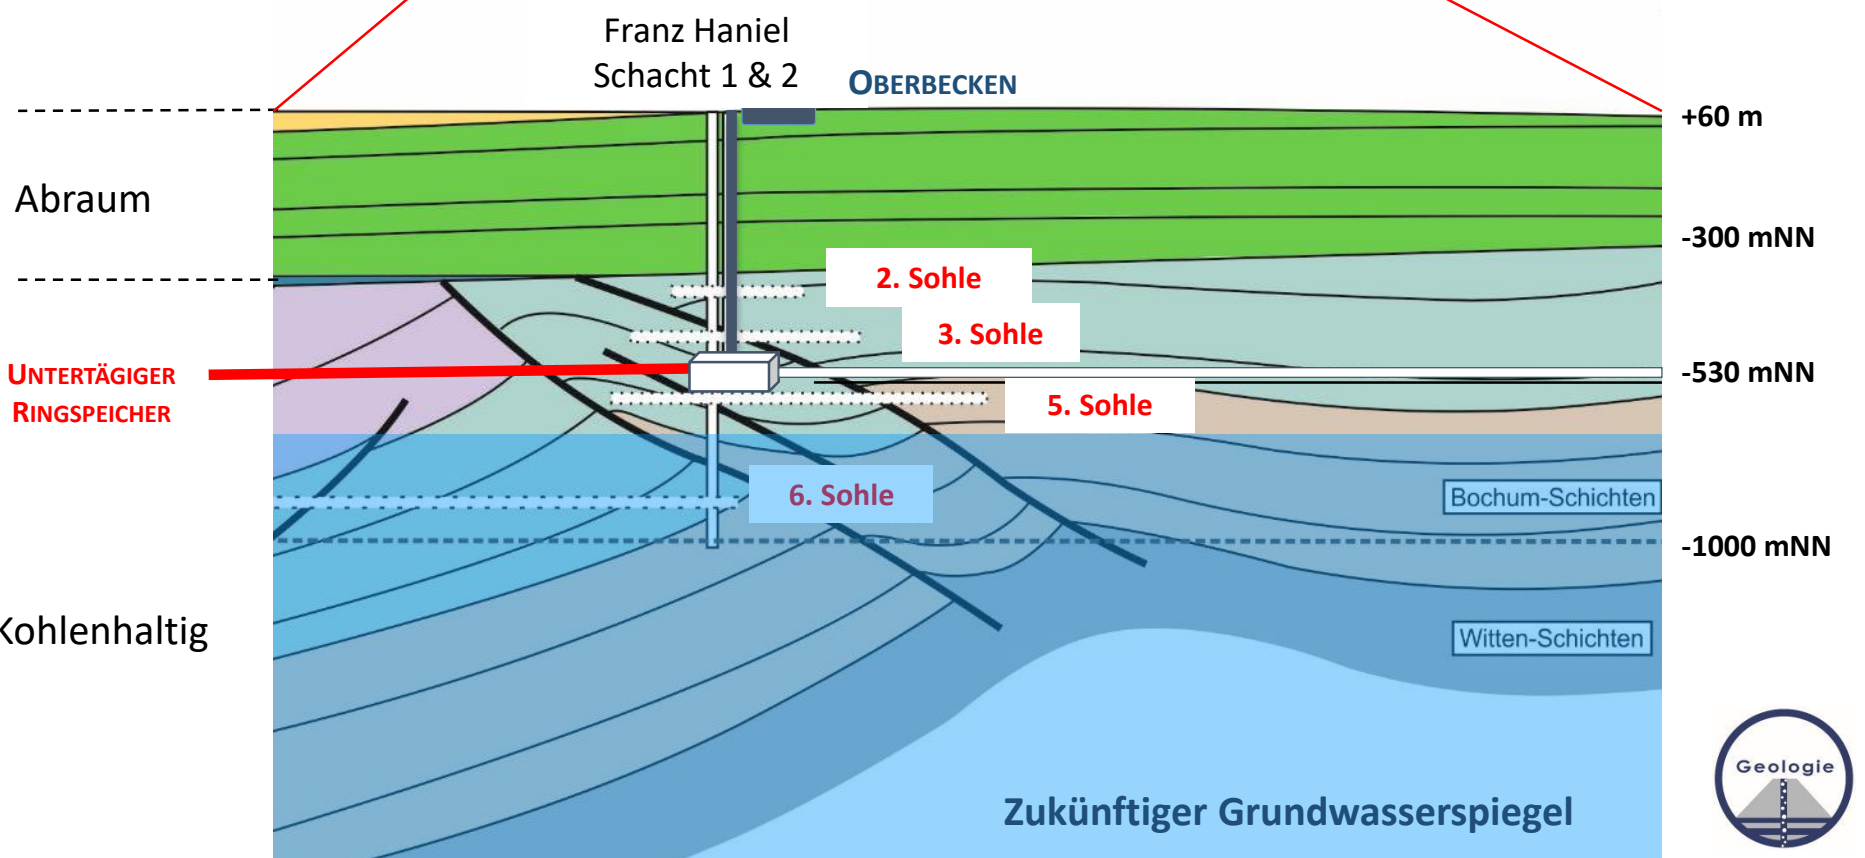 Franz Haniel
Schacht 1 & 2
OBERBECKEN
+60 m
Abraum
-300 mNN
2. Sohle
3. Sohle
UNTERTÄGIGER
RINGSPEICHER
-530 mNN
5. Sohle
6. Sohle
Bochum-Schichten
-1000 mNN
Kohlenhaltig
Witten-Schichten
Geologie
Zukünftiger Grundwasserspiegel